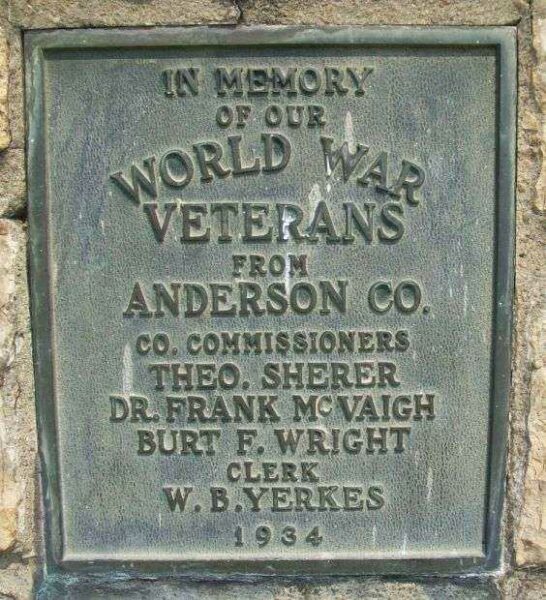 IN MEMORY
OF OUR
WORLD WAR
VETERANS
FROM
ANDERSON CO.
CO. COMMISSIONERS
THEO. SHERER
DR. FRANK McVAIGH
BURT F. WRIGHT
CLERK
W. B. YERKES
1934